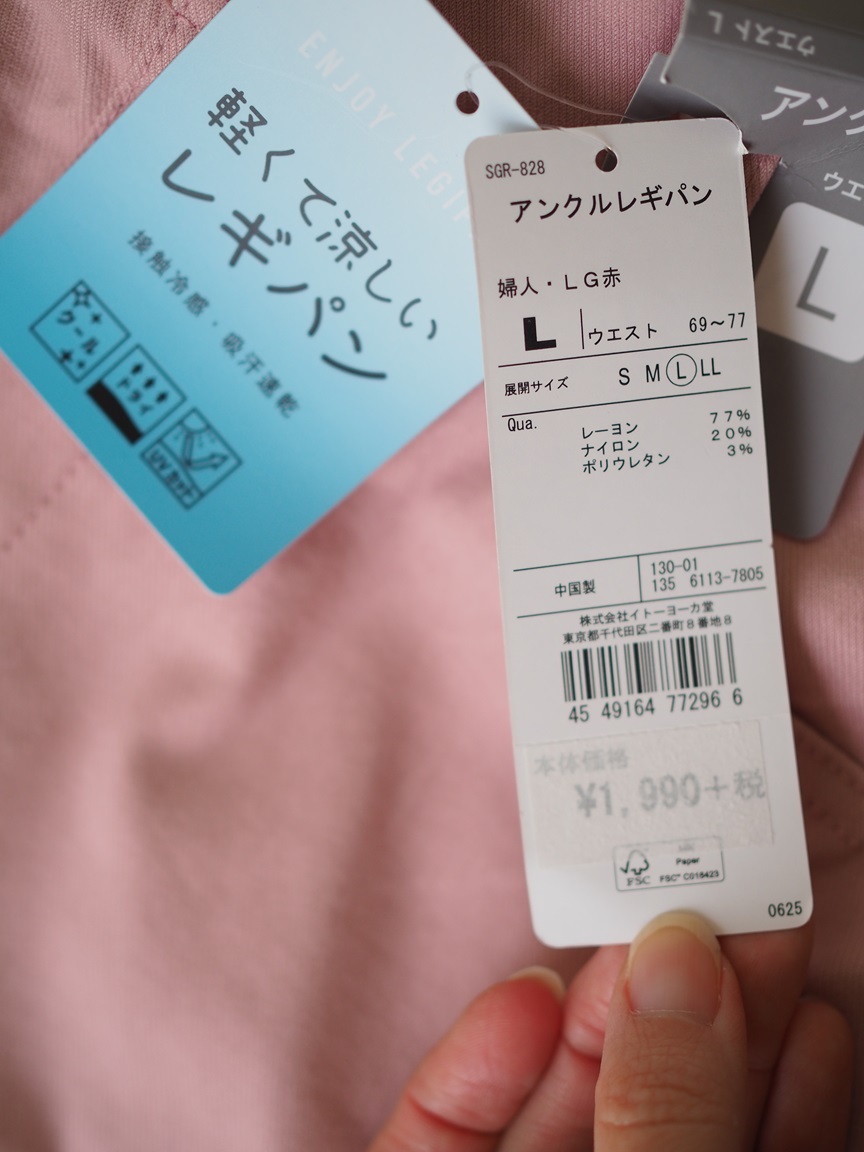 ENJOY LEGIP
軽くて涼しい
レギパン
接触冷感・吸汗速乾
クール
ドライ
UVカット
SGR-828
アンクルレギパン
婦人・LG赤
L ウエスト 69〜77
展開サイズ S M L LL
Qua. レーヨン 77%
ナイロン 20%
ポリウレタン 3%
中国製 130-01
135 6113-7805
株式会社イトーヨーカ堂
東京都千代田区二番町8番地8
45 49164 77296 6
本体価格
¥1,990+税
FSC
Paper
FSC® C018423
0625
ウエスト L
アンク
ウエ
L